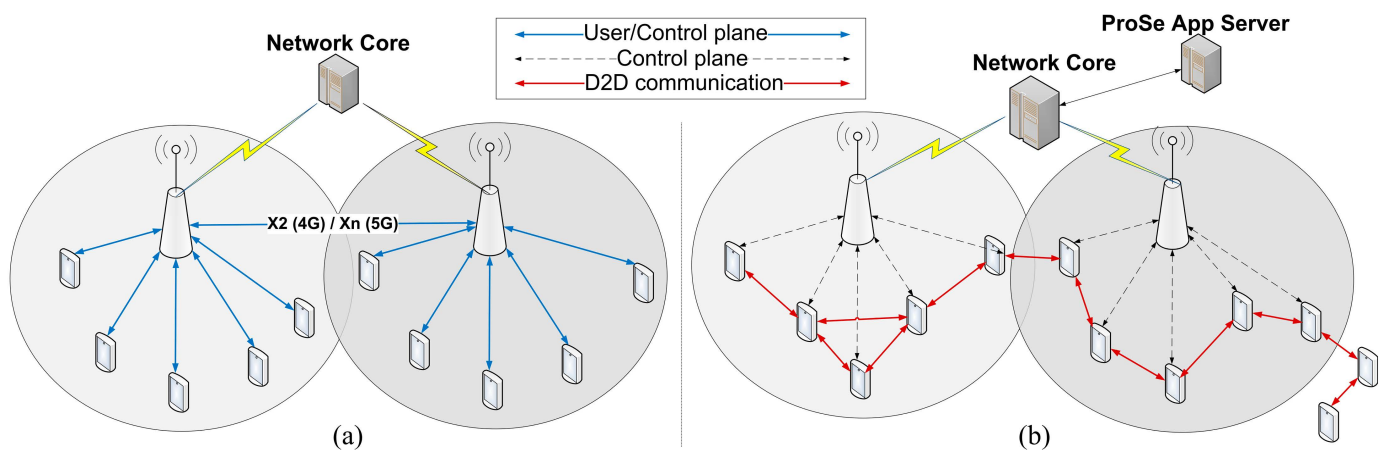 Network Core
User/Control plane
Control plane
D2D communication
ProSe App Server
Network Core
X2 (4G) / Xn (5G)
(a)
(b)